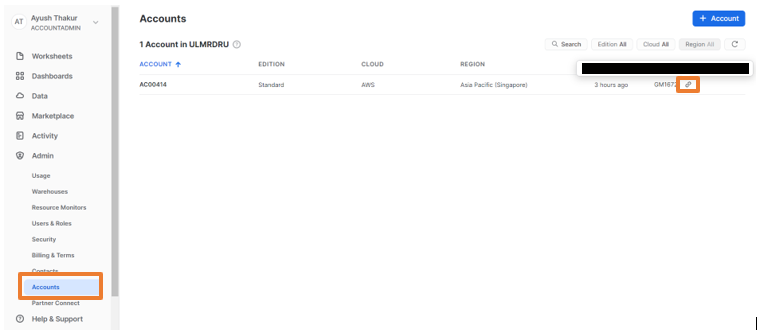 AT
Ayush Thakur
ACCOUNTADMIN
Worksheets
Dashboards
Data
Marketplace
Activity
Admin
Usage
Warehouses
Resource Monitors
Users & Roles
Security
Billing & Terms
Contacts
Accounts
Partner Connect
Help & Support
Accounts
+ Account
1 Account in ULMRDRU
Search
Edition All
Cloud All
Region All
ACCOUNT
EDITION
CLOUD
REGION
AC00414
Standard
AWS
Asia Pacific (Singapore)
3 hours ago